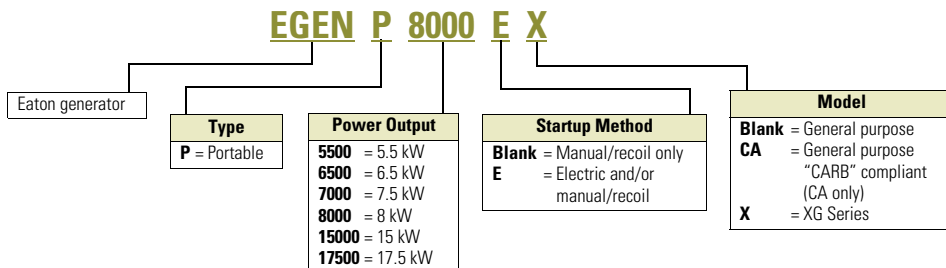 EGEN P 8000 E X
Eaton generator
Type
P = Portable
Power Output
5500 = 5.5 kW
6500 = 6.5 kW
7000 = 7.5 kW
8000 = 8 kW
15000 = 15 kW
17500 = 17.5 kW
Startup Method
Blank = Manual/recoil only
E = Electric and/or
manual/recoil
Model
Blank = General purpose
CA = General purpose
“CARB” compliant
(CA only)
X = XG Series